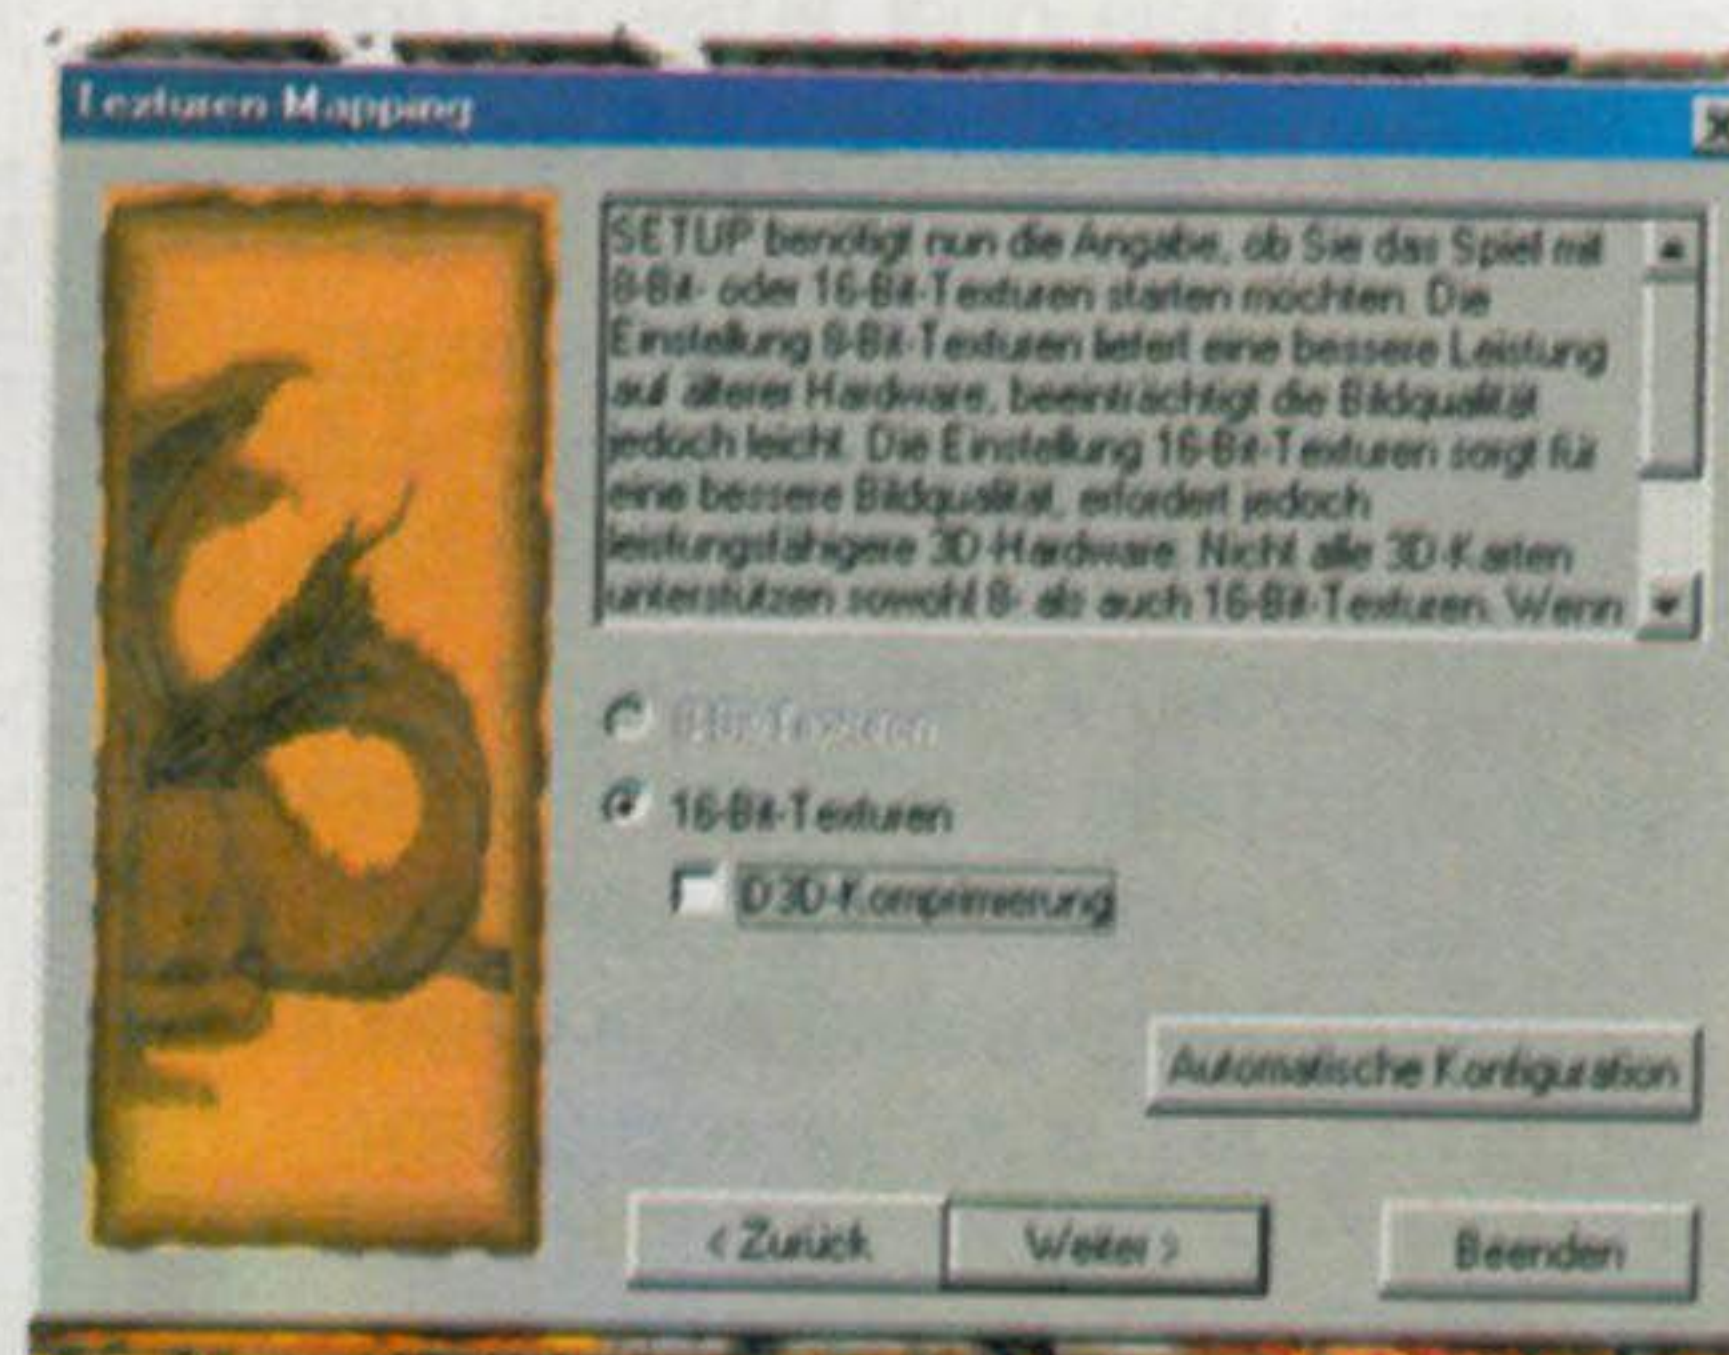 Texturen-Mapping
SETUP benötigt nun die Angabe, ob Sie das Spiel mit
8-Bit- oder 16-Bit-Texturen starten möchten. Die
Einstellung 8-Bit-Texturen liefert eine bessere Leistung
auf älterer Hardware, beeinträchtigt die Bildqualität
jedoch leicht. Die Einstellung 16-Bit-Texturen sorgt für
eine bessere Bildqualität, erfordert jedoch
leistungsfähigere 3D-Hardware. Nicht alle 3D-Karten
unterstützen sowohl 8- als auch 16-Bit-Texturen. Wenn
8-Bit-Texturen
16-Bit-Texturen
D3D-Komprimierung
Automatische Konfiguration
< Zurück
Weiter >
Beenden